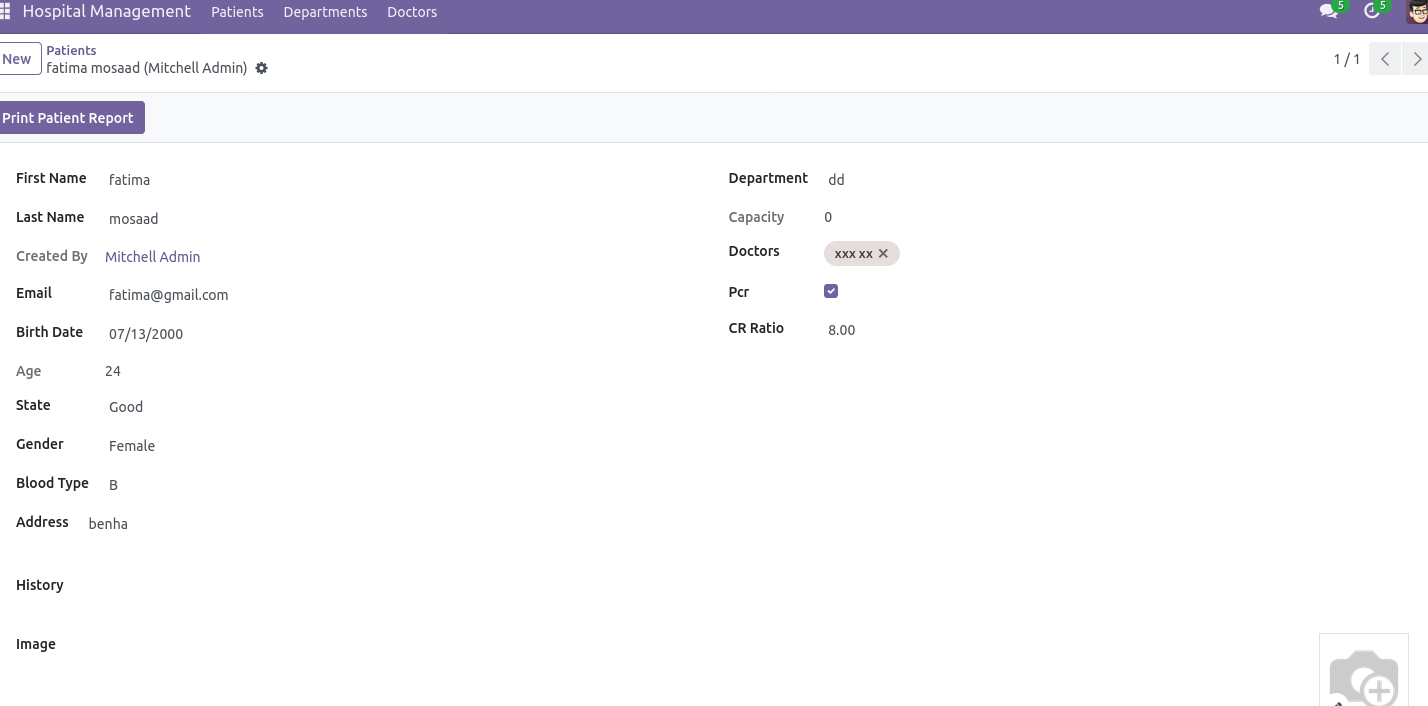 Hospital Management Patients Departments Doctors 5 5
New Patients
fatima mosaad (Mitchell Admin) 1 / 1
Print Patient Report
First Name fatima
Last Name mosaad
Created By Mitchell Admin
Email fatima@gmail.com
Birth Date 07/13/2000
Age 24
State Good
Gender Female
Blood Type B
Address benha
History
Image
Department dd
Capacity 0
Doctors xxx xx
Pcr
CR Ratio 8.00